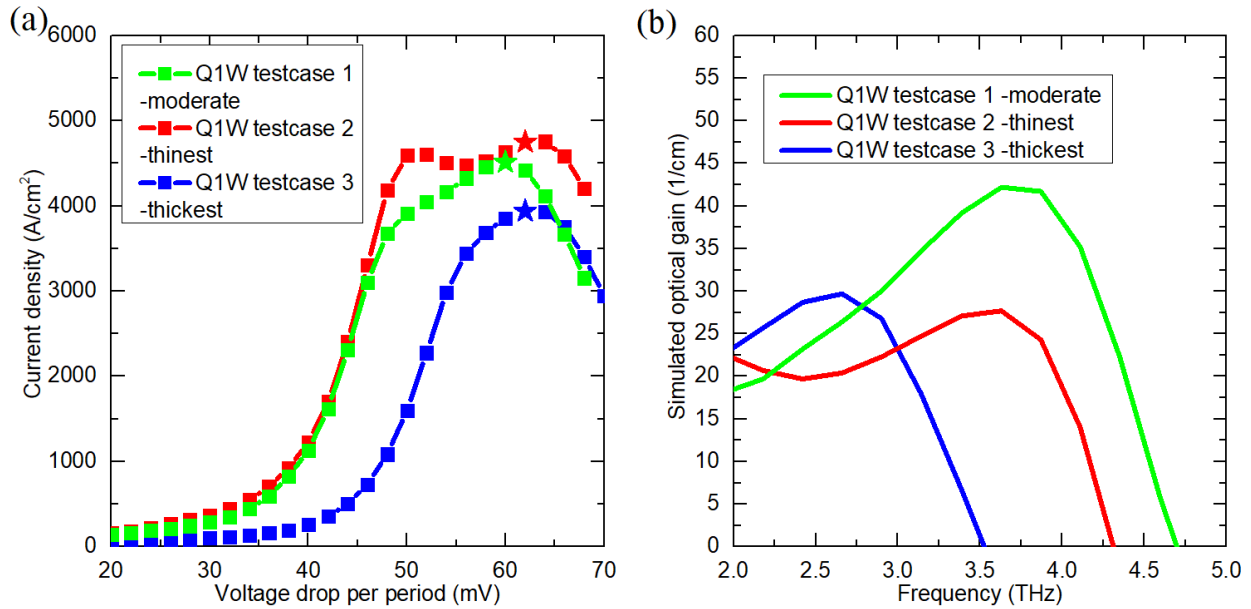 (a)
6000
5000
4000
3000
2000
1000
0
Current density (A/cm²)
Q1W testcase 1
-moderate
Q1W testcase 2
-thinest
Q1W testcase 3
-thickest
20
30
40
50
60
70
Voltage drop per period (mV)
(b)
60
55
50
45
40
35
30
25
20
15
10
5
0
Simulated optical gain (1/cm)
Q1W testcase 1 -moderate
Q1W testcase 2 -thinest
Q1W testcase 3 -thickest
2.0
2.5
3.0
3.5
4.0
4.5
5.0
Frequency (THz)